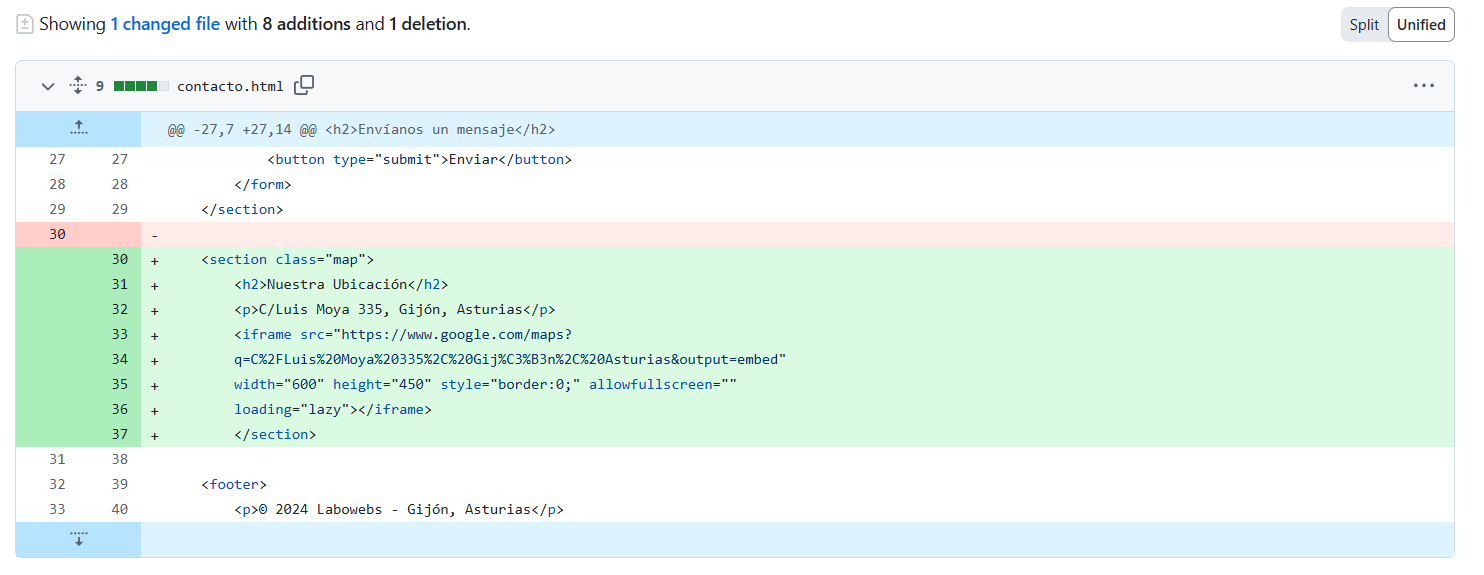 Showing 1 changed file with 8 additions and 1 deletion.
Split Unified
9 contacto.html
@@ -27,7 +27,14 @@ <h2>Envíanos un mensaje</h2>
27 27 <button type="submit">Enviar</button>
28 28 </form>
29 29 </section>
30 -
30 + <section class="map">
31 + <h2>Nuestra Ubicación</h2>
32 + <p>C/Luis Moya 335, Gijón, Asturias</p>
33 + <iframe src="https://www.google.com/maps?
34 + q=C%2FLuis%20Moya%20335%2C%20Gij%C3%B3n%2C%20Asturias&output=embed"
35 + width="600" height="450" style="border:0;" allowfullscreen=""
36 + loading="lazy"></iframe>
37 + </section>
31 38
32 39 <footer>
33 40 <p>© 2024 Labowebs - Gijón, Asturias</p>